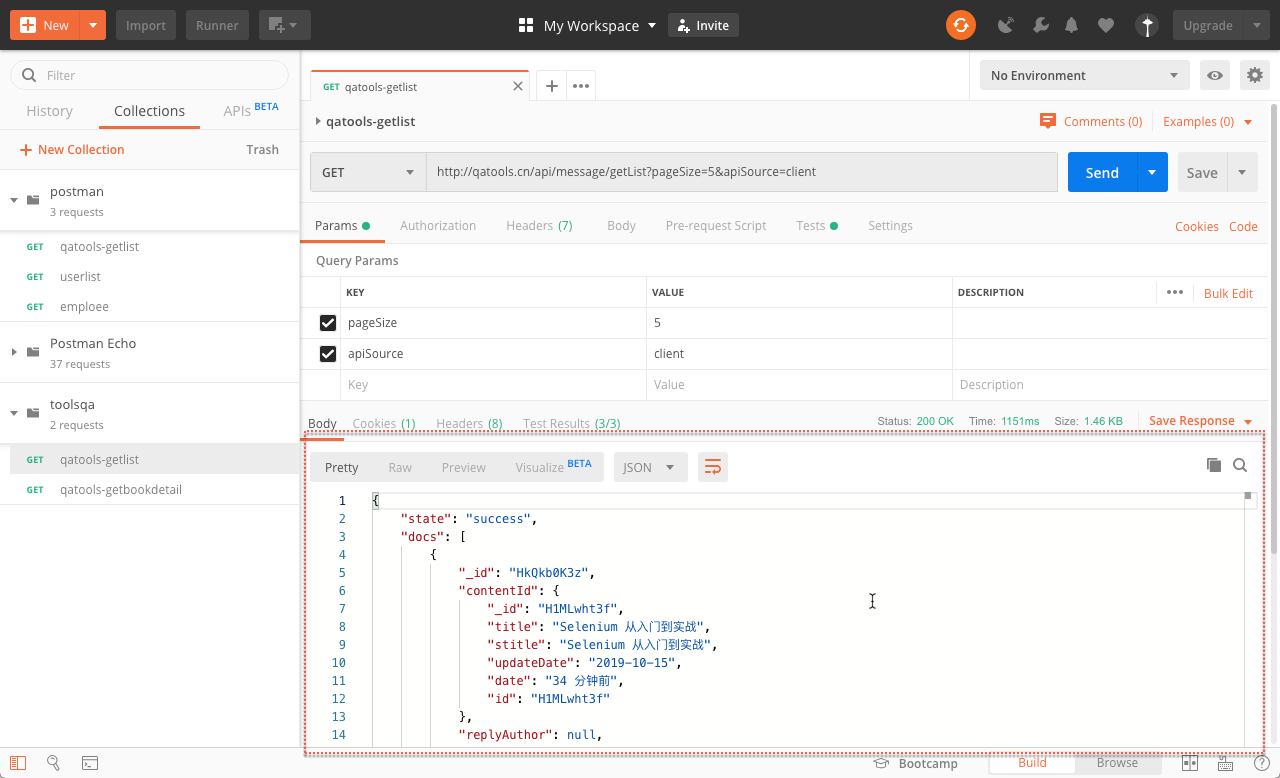 New Import Runner My Workspace Invite Upgrade
Filter
History Collections APIs BETA
New Collection Trash
postman
3 requests
GET qatools-getlist
GET userlist
GET emploee
Postman Echo
37 requests
toolsqa
2 requests
GET qatools-getlist
GET qatools-getbookdetail
GET qatools-getlist
No Environment
qatools-getlist
Comments (0) Examples (0)
GET http://qatools.cn/api/message/getList?pageSize=5&apiSource=client Send Save
Params Authorization Headers (7) Body Pre-request Script Tests Settings Cookies Code
Query Params
KEY VALUE DESCRIPTION Bulk Edit
pageSize 5
apiSource client
Key Value Description
Body Cookies (1) Headers (8) Test Results (3/3) Status: 200 OK Time: 1151ms Size: 1.46 KB Save Response
Pretty Raw Preview Visualize BETA JSON
1 {
2 "state": "success",
3 "docs": [
4 {
5 "_id": "HkQkb0K3z",
6 "contentId": {
7 "_id": "H1MLwht3f",
8 "title": "Selenium 从入门到实战",
9 "stitle": "Selenium 从入门到实战",
10 "updateDate": "2019-10-15",
11 "date": "34 分钟前",
12 "id": "H1MLwht3f"
13 },
14 "replyAuthor": null,
Bootcamp Build Browse